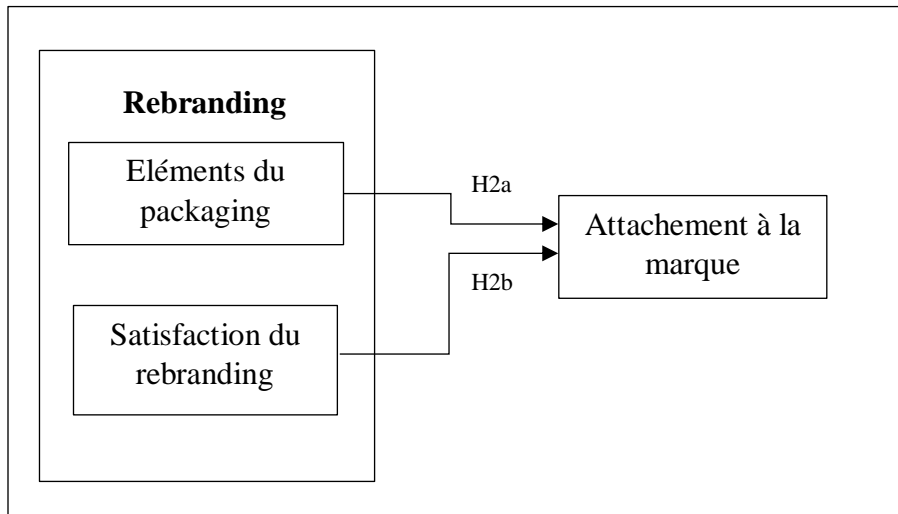 Rebranding
Eléments du
packaging
H2a
Attachement à la
marque
H2b
Satisfaction du
rebranding